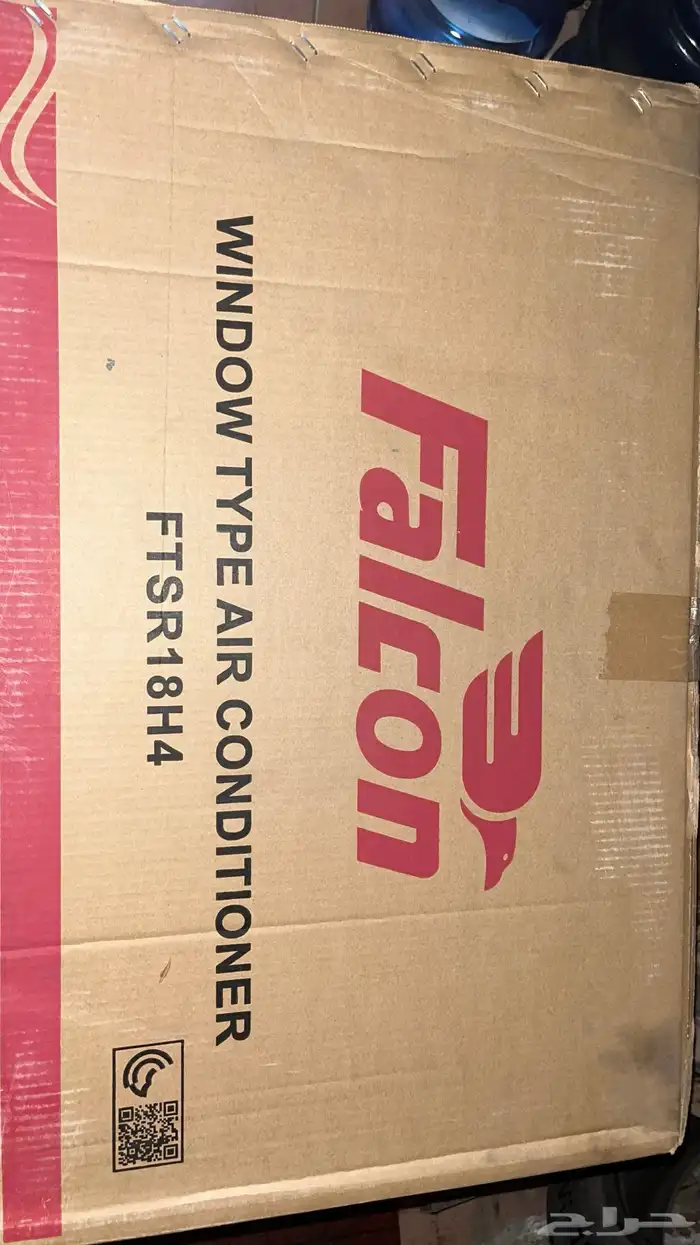 Falcon
WINDOW TYPE AIR CONDITIONER
FTSR18H4
حراج